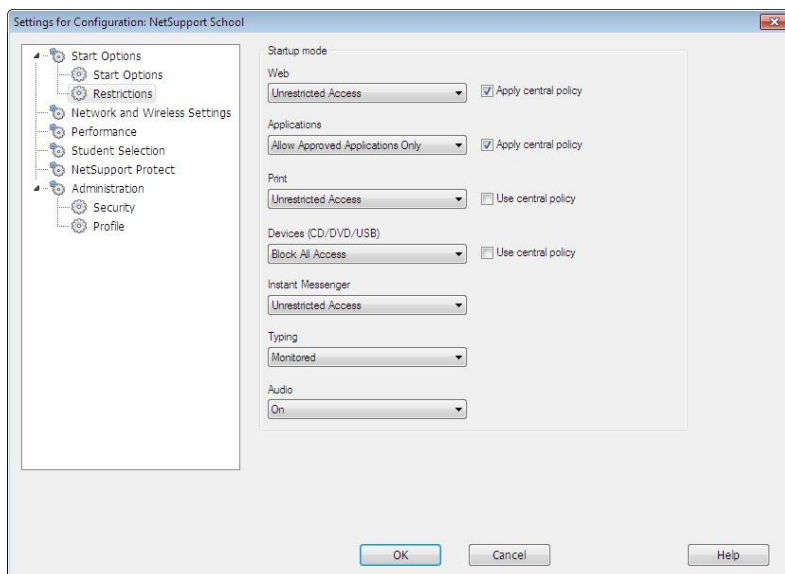 Settings for Configuration: NetSupport School
Start Options
Start Options
Restrictions
Network and Wireless Settings
Performance
Student Selection
NetSupport Protect
Administration
Security
Profile
Startup mode
Web
Unrestricted Access
Apply central policy
Applications
Allow Approved Applications Only
Apply central policy
Print
Unrestricted Access
Use central policy
Devices (CD/DVD/USB)
Block All Access
Use central policy
Instant Messenger
Unrestricted Access
Typing
Monitored
Audio
On
OK
Cancel
Help